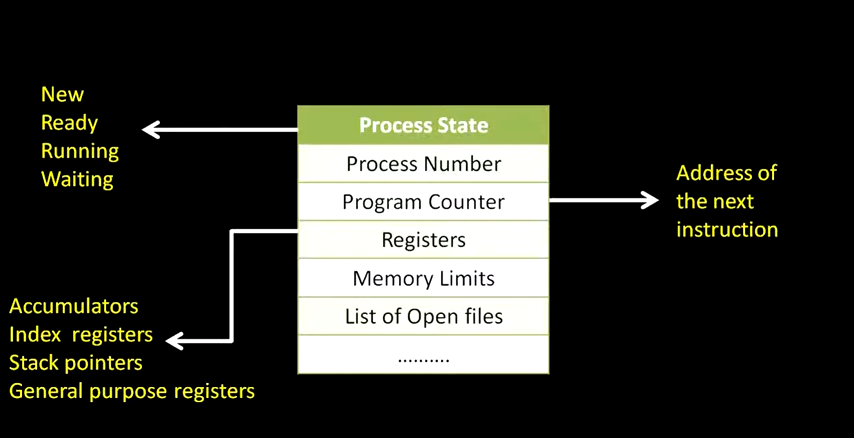 New
Ready
Running
Waiting
Process State
Process Number
Program Counter
Registers
Memory Limits
List of Open files
..........
Address of
the next
instruction
Accumulators
Index registers
Stack pointers
General purpose registers